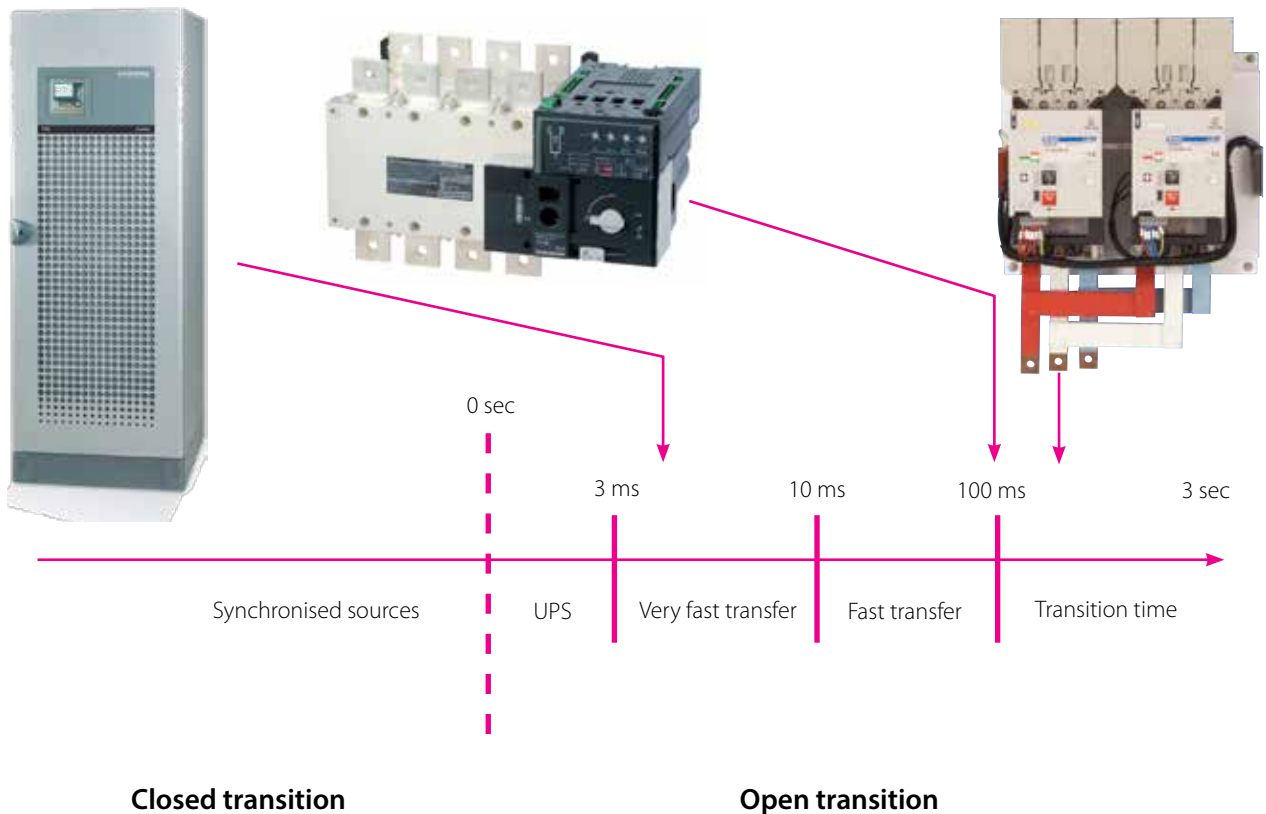 0 sec
3 ms
10 ms
100 ms
3 sec
Synchronised sources
UPS
Very fast transfer
Fast transfer
Transition time
Closed transition
Open transition